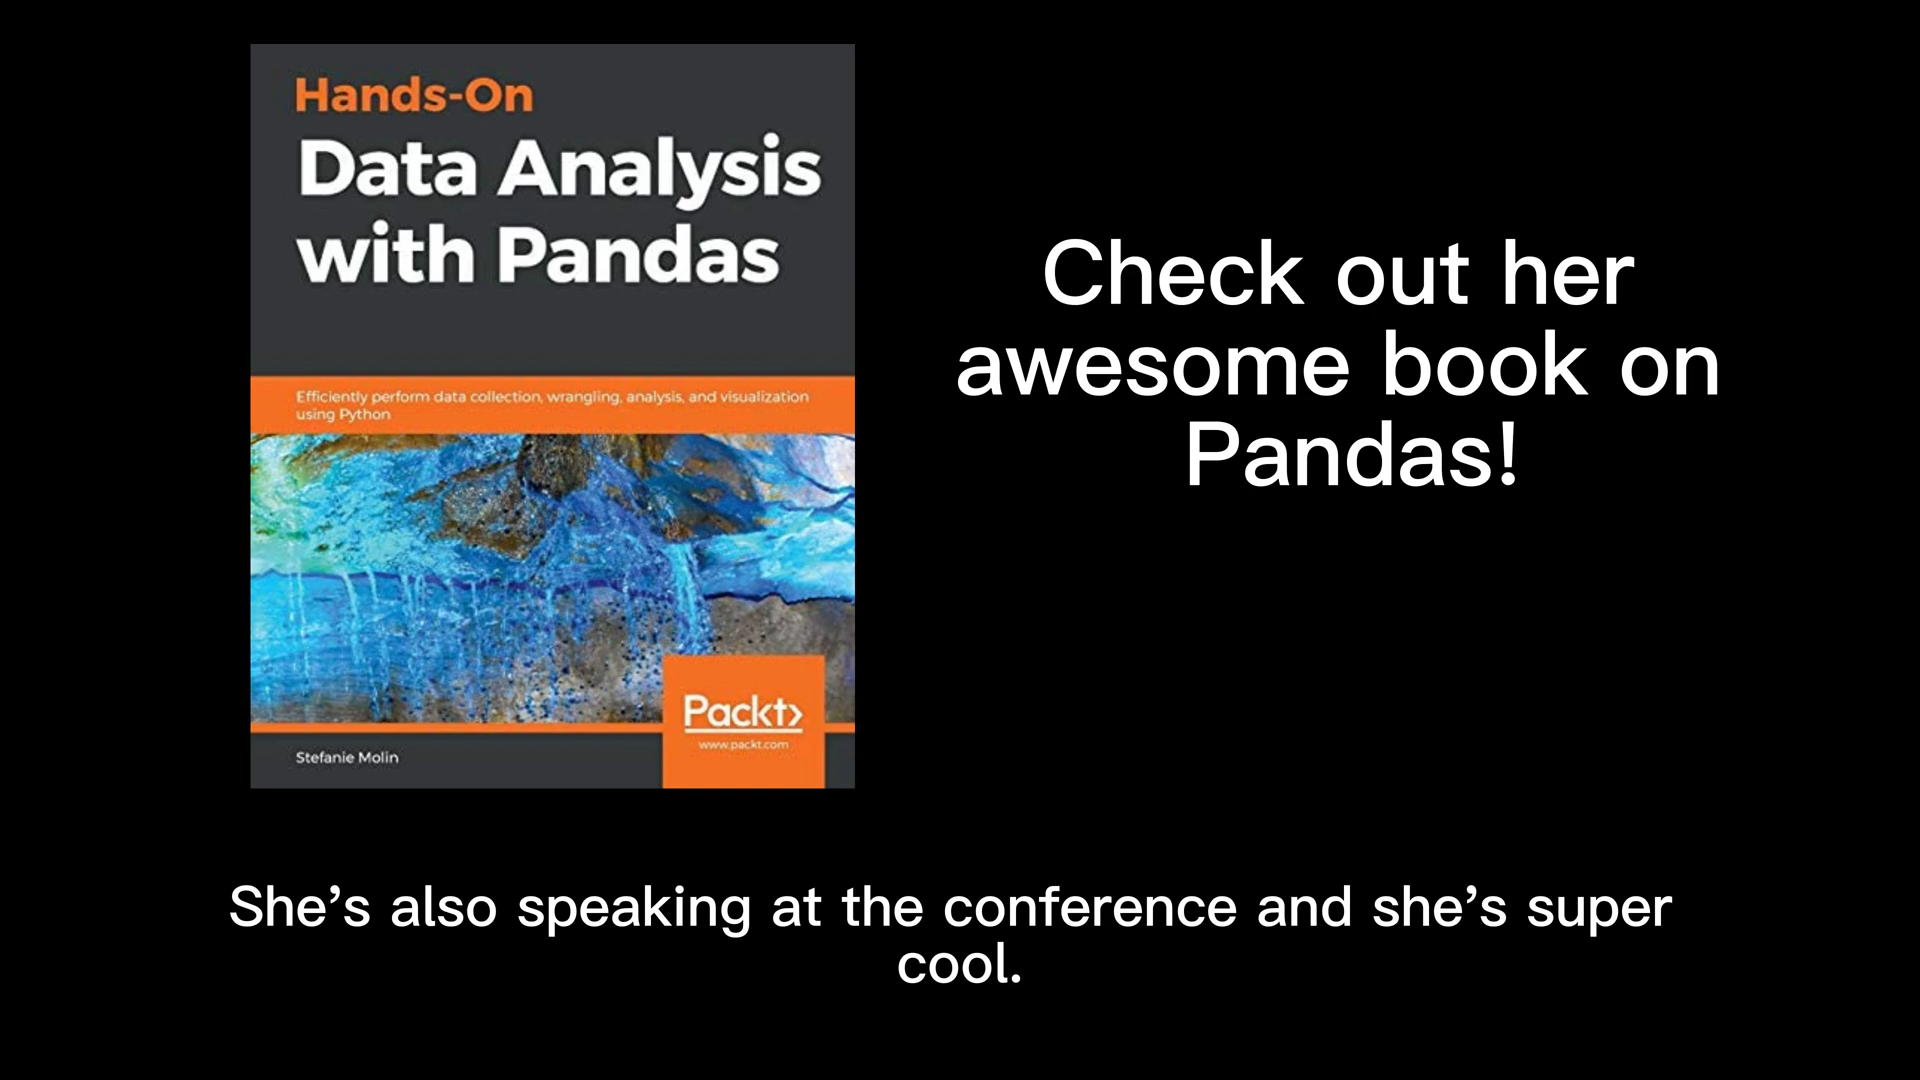 Hands-On
Data Analysis
with Pandas
Efficiently perform data collection, wrangling, analysis, and visualization
using Python
Packt>
www.packt.com
Stefanie Molin
Check out her
awesome book on
Pandas!
She’s also speaking at the conference and she’s super
cool.